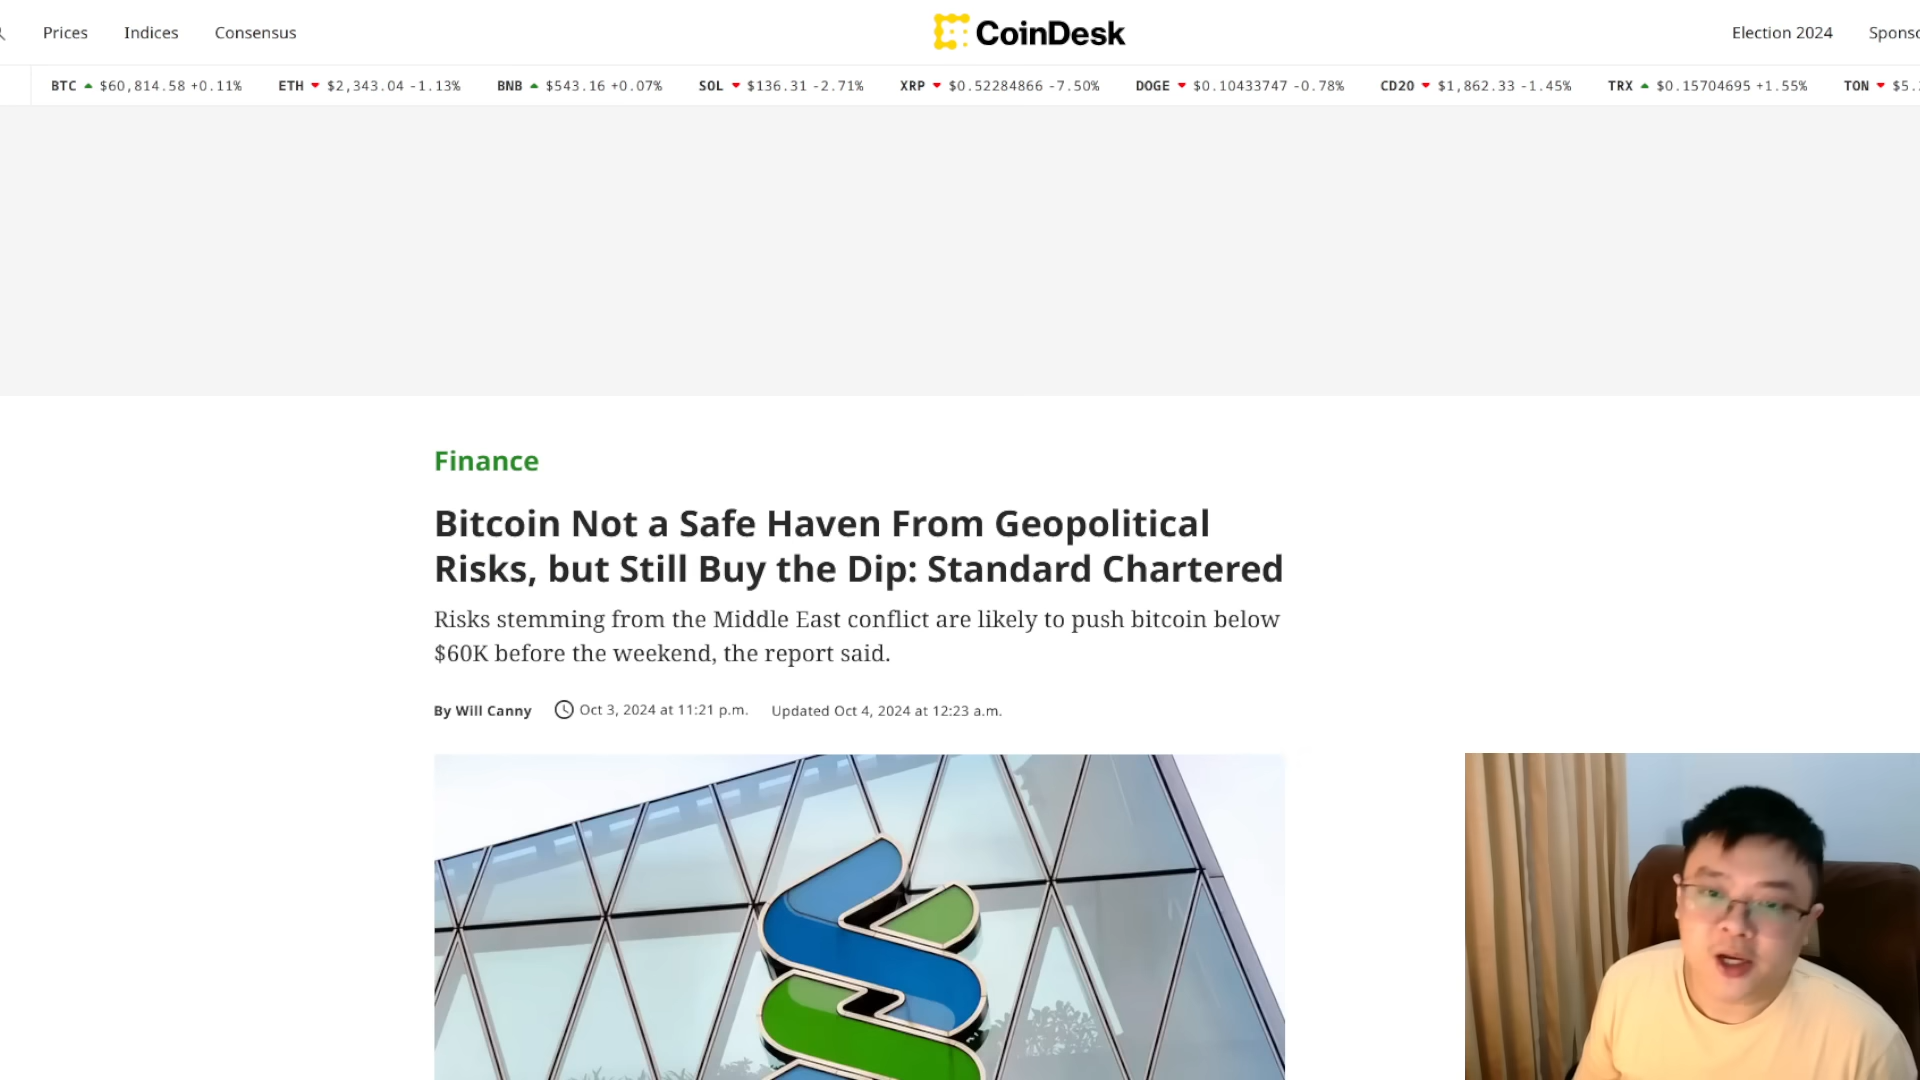 Prices Indices Consensus CoinDesk Election 2024
BTC $60,814.58 +0.11% ETH $2,343.04 -1.13% BNB $543.16 +0.07% SOL $136.31 -2.71% XRP $0.52284866 -7.50% DOGE $0.10433747 -0.78% CD20 $1,862.33 -1.45% TRX $0.15704695 +1.55% TON
Finance
Bitcoin Not a Safe Haven From Geopolitical
Risks, but Still Buy the Dip: Standard Chartered
Risks stemming from the Middle East conflict are likely to push bitcoin below
$60K before the weekend, the report said.
By Will Canny Oct 3, 2024 at 11:21 p.m. Updated Oct 4, 2024 at 12:23 a.m.